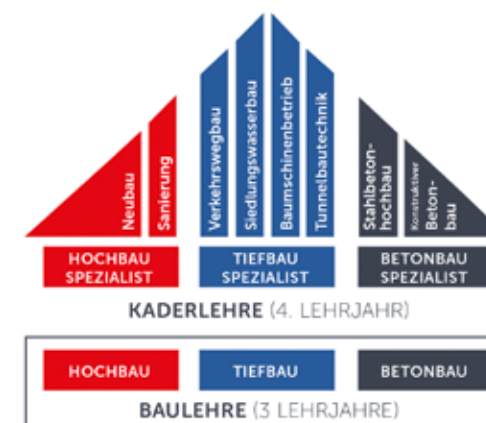 Neubau
Sanierung
Verkehrswegbau
Siedlungswasserbau
Baumschinenbetrieb
Tunnelbautechnik
Stahlbeton-
hochbau
Konstruktiver
Beton-
bau
HOCHBAU
SPEZIALIST
TIEFBAU
SPEZIALIST
BETONBAU
SPEZIALIST
KADERLEHRE (4. LEHRJAHR)
HOCHBAU
TIEFBAU
BETONBAU
BAULEHRE (3 LEHRJAHRE)